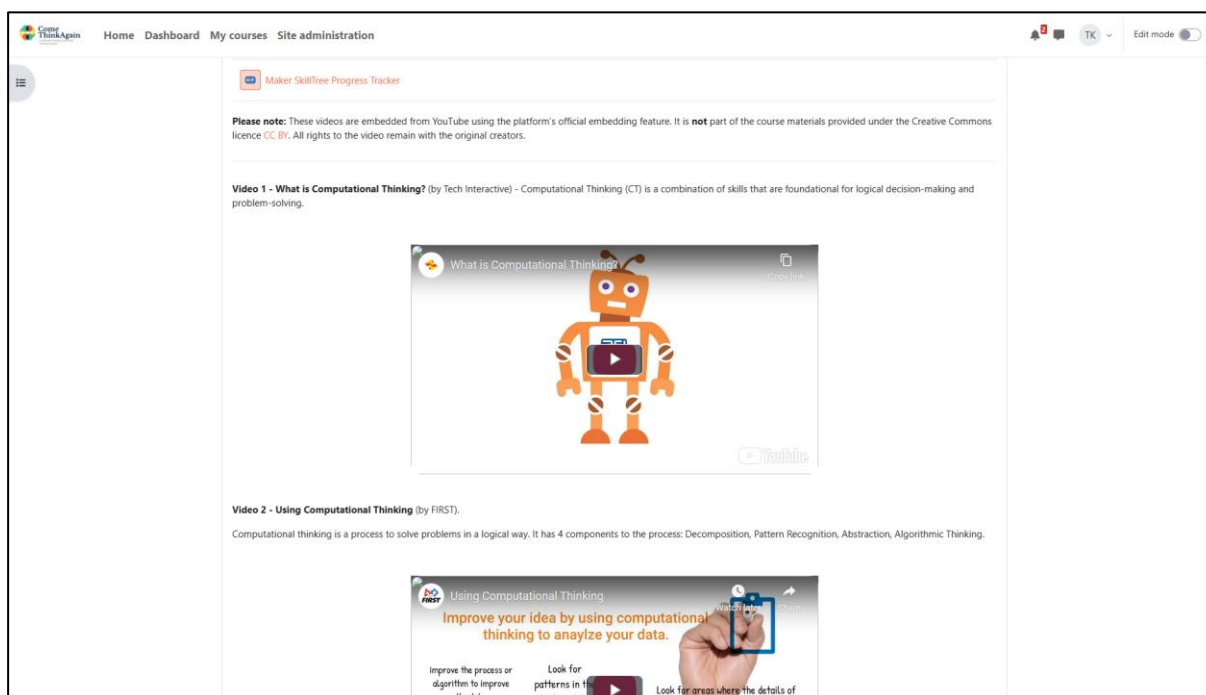 Come
ThinkAgain
Home Dashboard My courses Site administration
2
TK
Edit mode
Maker SkillTree Progress Tracker
Please note: These videos are embedded from YouTube using the platform's official embedding feature. It is not part of the course materials provided under the Creative Commons
licence CC BY. All rights to the video remain with the original creators.
Video 1 - What is Computational Thinking? (by Tech Interactive) - Computational Thinking (CT) is a combination of skills that are foundational for logical decision-making and
problem-solving.
What is Computational Thinking?
Copy link
YouTube
Video 2 - Using Computational Thinking (by FIRST).
Computational thinking is a process to solve problems in a logical way. It has 4 components to the process: Decomposition, Pattern Recognition, Abstraction, Algorithmic Thinking.
FIRST
Using Computational Thinking
Watch later
Share
Improve your idea by using computational
thinking to anaylze your data.
Improve the process or
algorithm to improve
Look for
patterns in
Look for areas where the details of